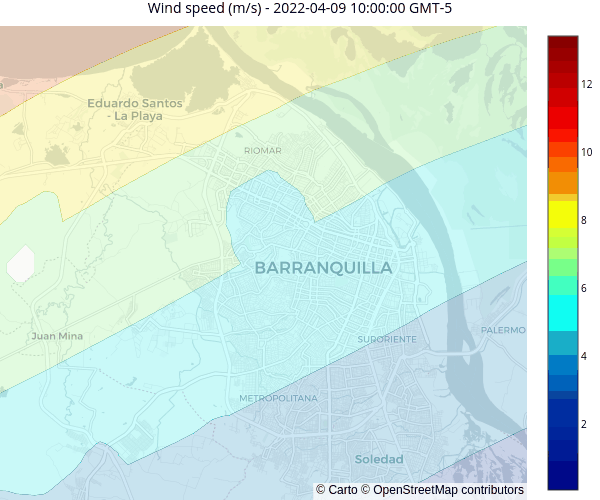 Wind speed (m/s) - 2022-04-09 10:00:00 GMT-5
Eduardo Santos
- La Playa
RIOMAR
BARRANQUILLA
Juan Mina
SURORIENTE
PALERMO
METROPOLITANA
Soledad
© Carto © OpenStreetMap contributors
12
10
8
6
4
2